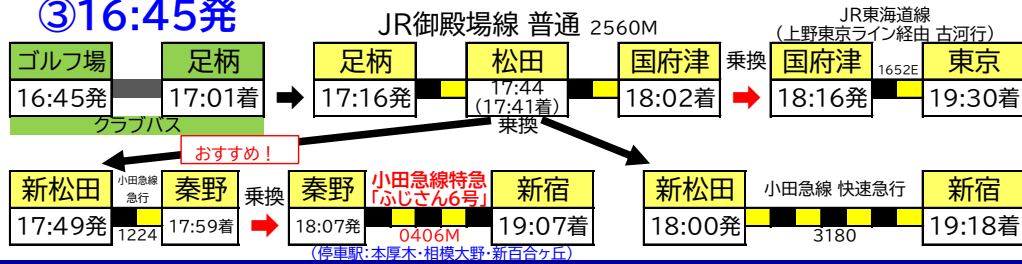 ③16:45発
JR御殿場線 普通 2560M
JR東海道線
(上野東京ライン経由 古河行)
ゴルフ場 足柄 足柄 松田 国府津 乗換 国府津 1652E 東京
16:45発 17:01着 17:16発 17:44 18:02着 18:16発 19:30着
(17:41着)
クラブバス 乗換
おすすめ！
新松田 小田急線 急行 秦野 乗換 秦野 小田急線特急 「ふじさん6号」 新宿 新松田 小田急線 快速急行 新宿
17:49発 1224 17:59着 18:07発 0406M 19:07着 18:00発 3180 19:18着
(停車駅：本厚木・相模大野・新百合ヶ丘)